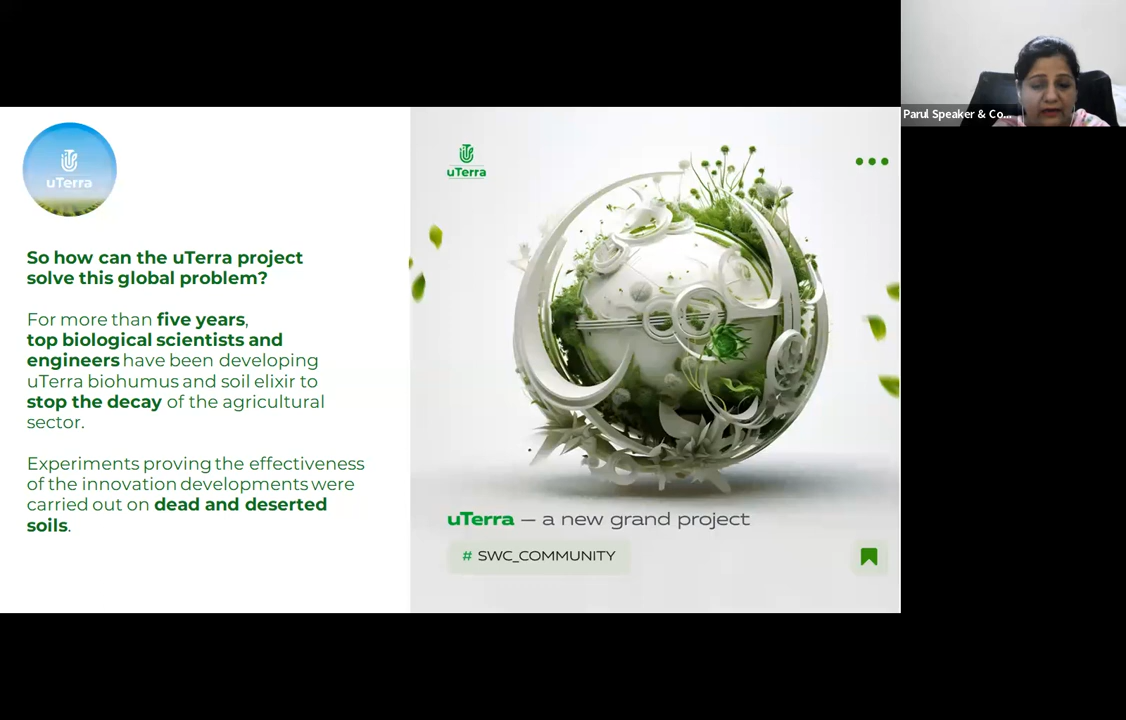 uTerra
So how can the uTerra project
solve this global problem?
For more than five years,
top biological scientists and
engineers have been developing
uTerra biohumus and soil elixir to
stop the decay of the agricultural
sector.
Experiments proving the effectiveness
of the innovation developments were
carried out on dead and deserted
soils.
uTerra
uTerra — a new grand project
# SWC_COMMUNITY
Parul Speaker & Co...